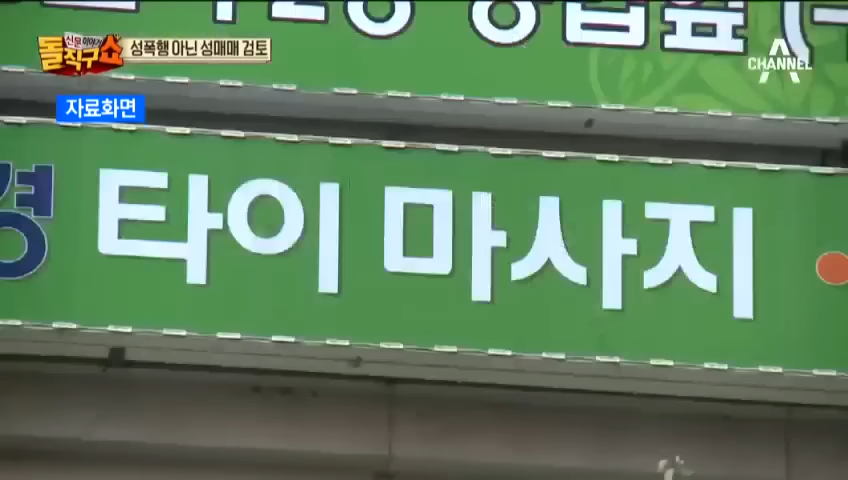 신문이야기
돌직구쇼
성폭행 아닌 성매매 검토
CHANNEL A
자료화면
경 타이 마사지